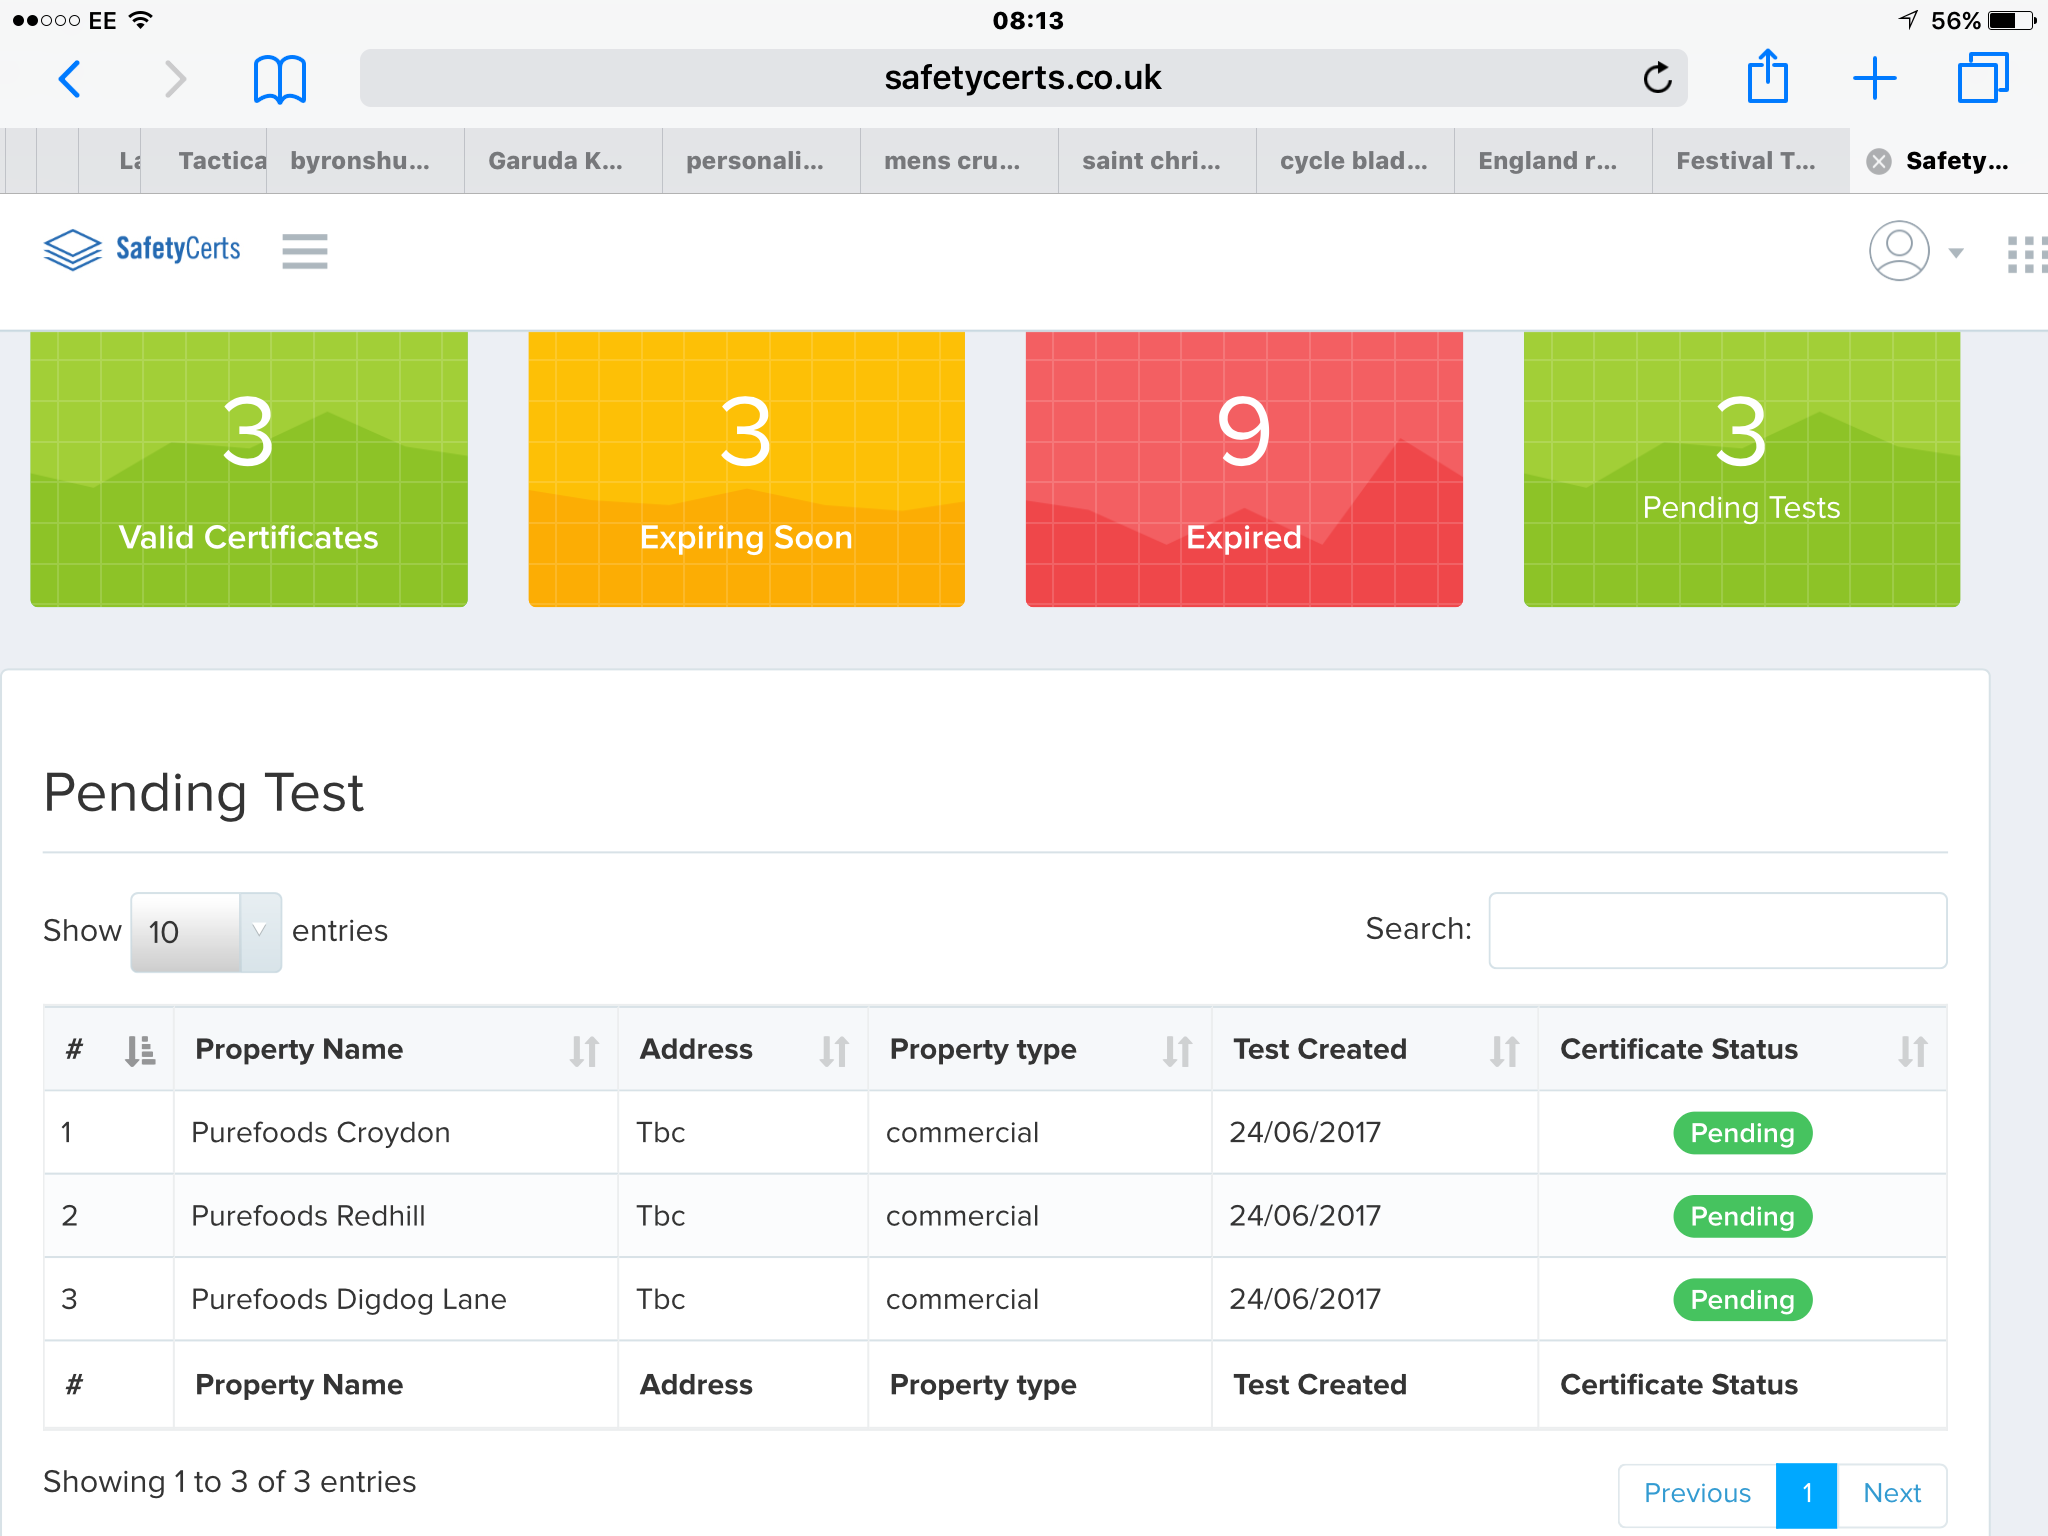 EE 08:13 56%
safetycerts.co.uk
La Tactica byronshu... Garuda K... personali... mens cru... saint chri... cycle blad... England r... Festival T... Safety...
SafetyCerts
3 3 9 3
Pending Tests
Valid Certificates Expiring Soon Expired
Pending Test
Show 10 entries Search:
# Property Name Address Property type Test Created Certificate Status
1 Purefoods Croydon Tbc commercial 24/06/2017 Pending
2 Purefoods Redhill Tbc commercial 24/06/2017 Pending
3 Purefoods Digdog Lane Tbc commercial 24/06/2017 Pending
# Property Name Address Property type Test Created Certificate Status
Showing 1 to 3 of 3 entries Previous 1 Next